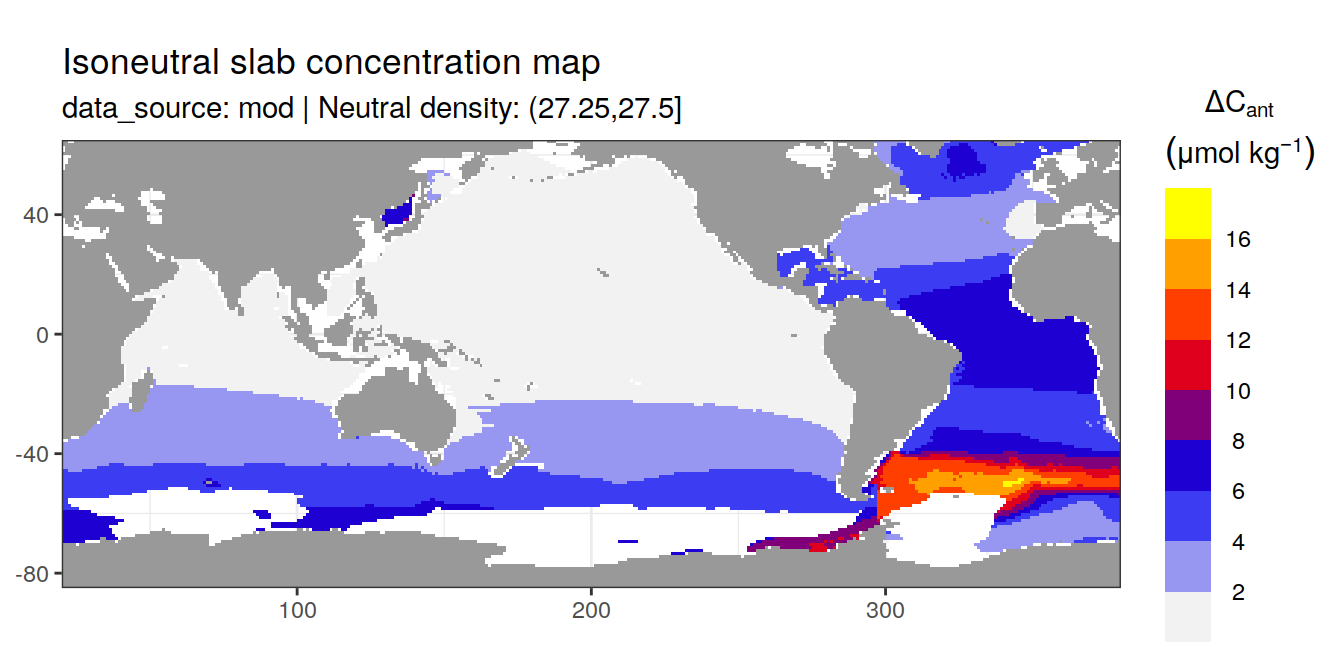 Isoneutral slab concentration map
data_source: mod | Neutral density: (27.25,27.5]
ΔCant
(μmol kg⁻¹)
16
14
12
10
8
6
4
2
40
0
-40
-80
100 200 300